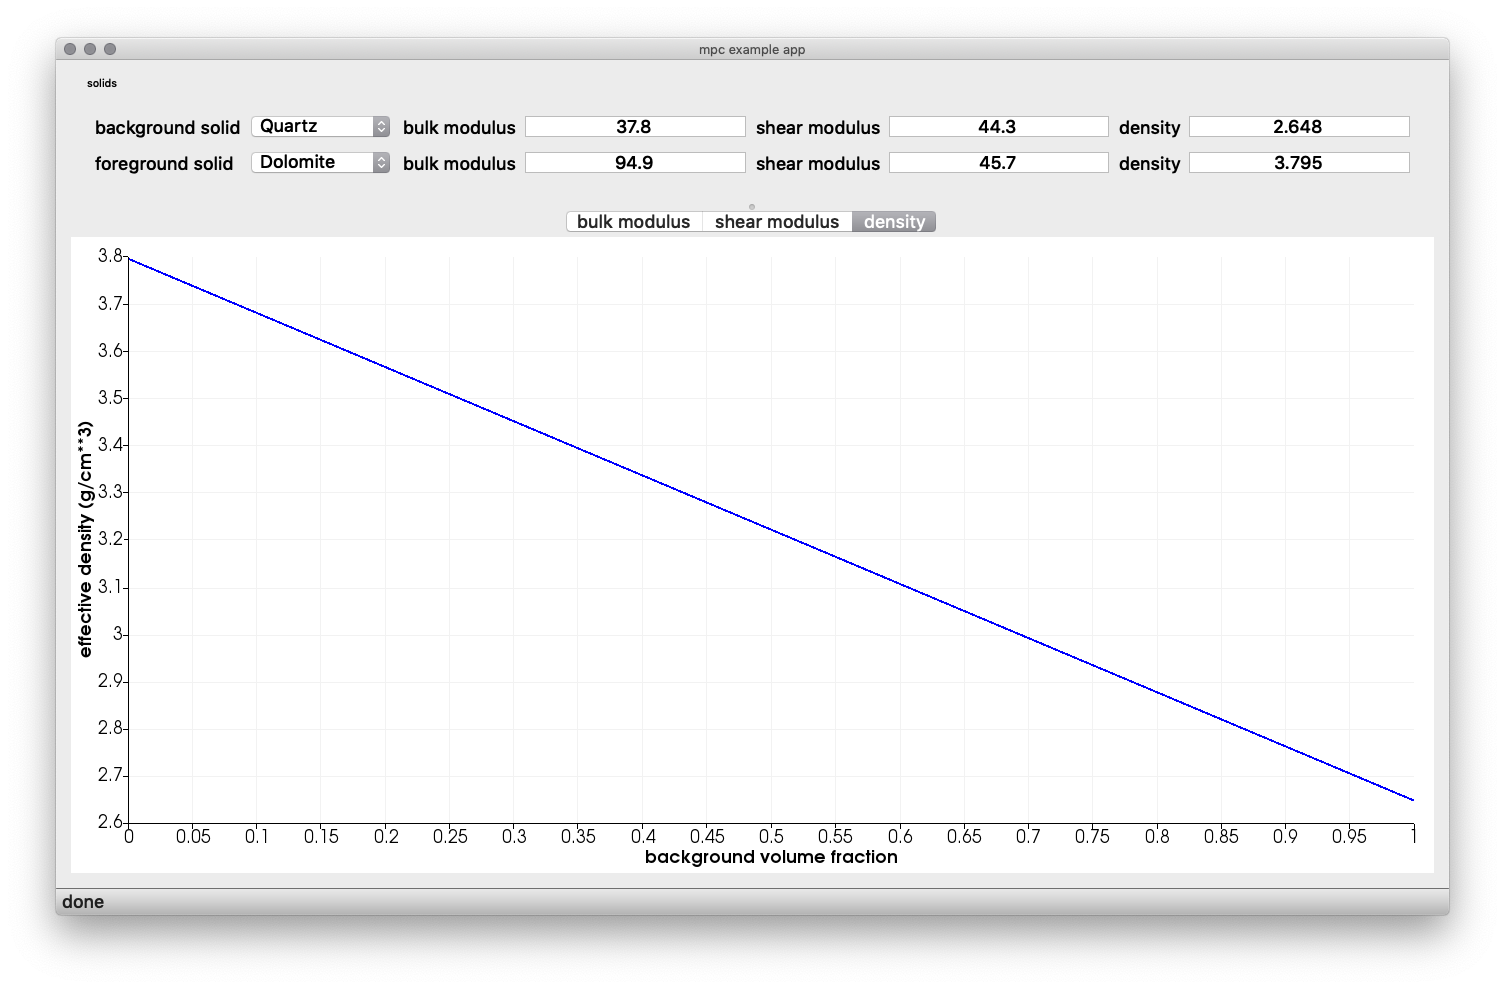 mpc example app
solids
background solid Quartz bulk modulus 37.8 shear modulus 44.3 density 2.648
foreground solid Dolomite bulk modulus 94.9 shear modulus 45.7 density 3.795
bulk modulus shear modulus density
3.8
3.7
3.6
3.5
3.4
3.3
3.2
3.1
3
2.9
2.8
2.7
2.6
effective density (g/cm**3)
0 0.05 0.1 0.15 0.2 0.25 0.3 0.35 0.4 0.45 0.5 0.55 0.6 0.65 0.7 0.75 0.8 0.85 0.9 0.95 1
background volume fraction
done